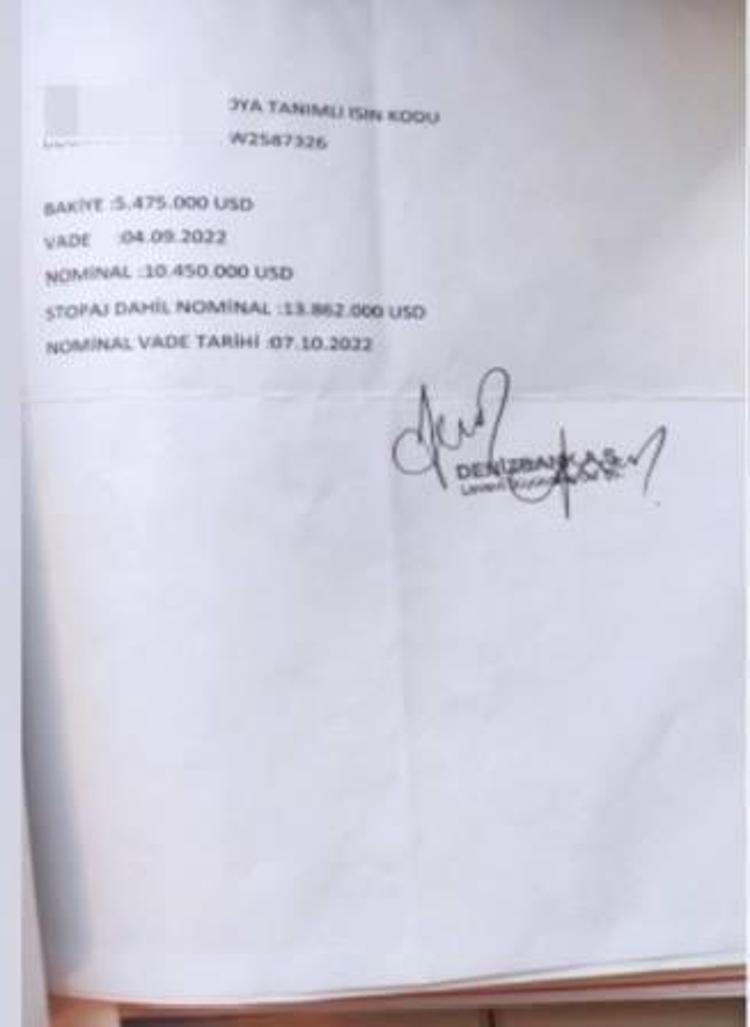 OYA TANIMLI ISIN KODU
W2587326
BAKİYE :5.475.000 USD
VADE :04.09.2022
NOMİNAL :10.450.000 USD
STOPAJ DAHİL NOMİNAL :13.862.000 USD
NOMİNAL VADE TARİHİ :07.10.2022
DENİZBANK A.Ş.